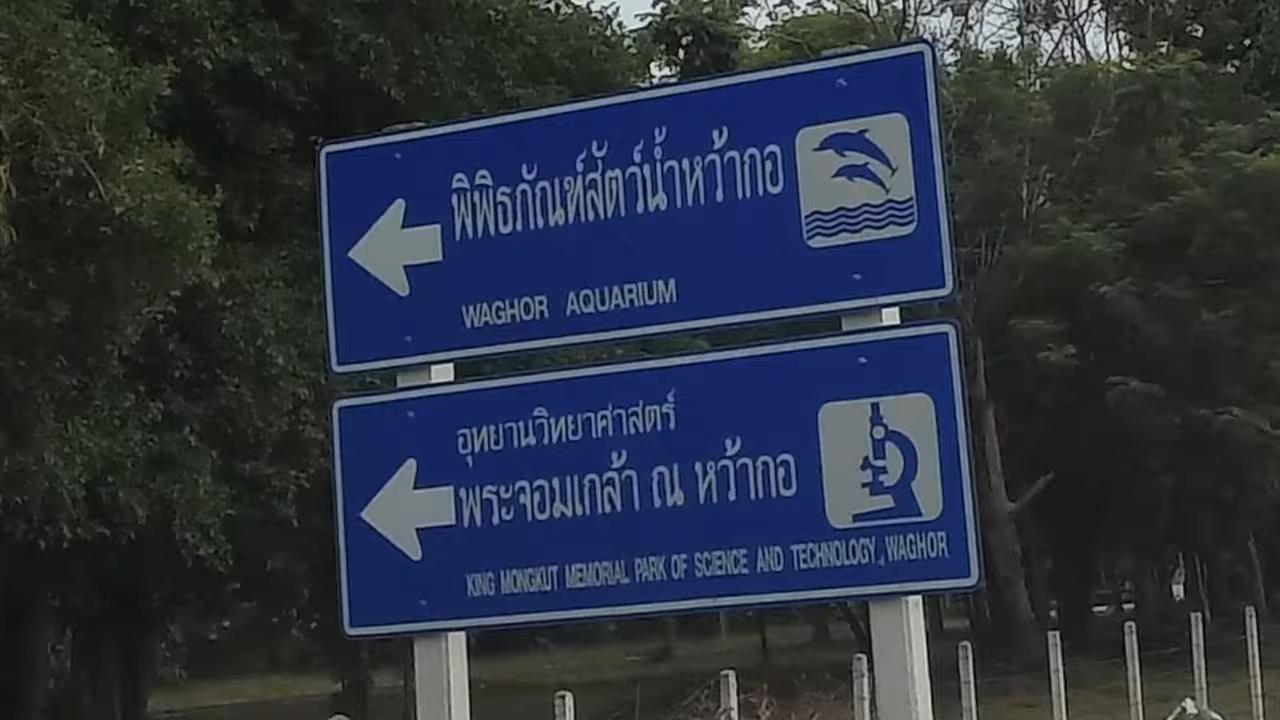 พิพิธภัณฑ์สัตว์น้ำหว้ากอ
WAGHOR AQUARIUM
อุทยานวิทยาศาสตร์
พระจอมเกล้า ณ หว้ากอ
KING MONGKUT MEMORIAL PARK OF SCIENCE AND TECHNOLOGY, WAGHOR